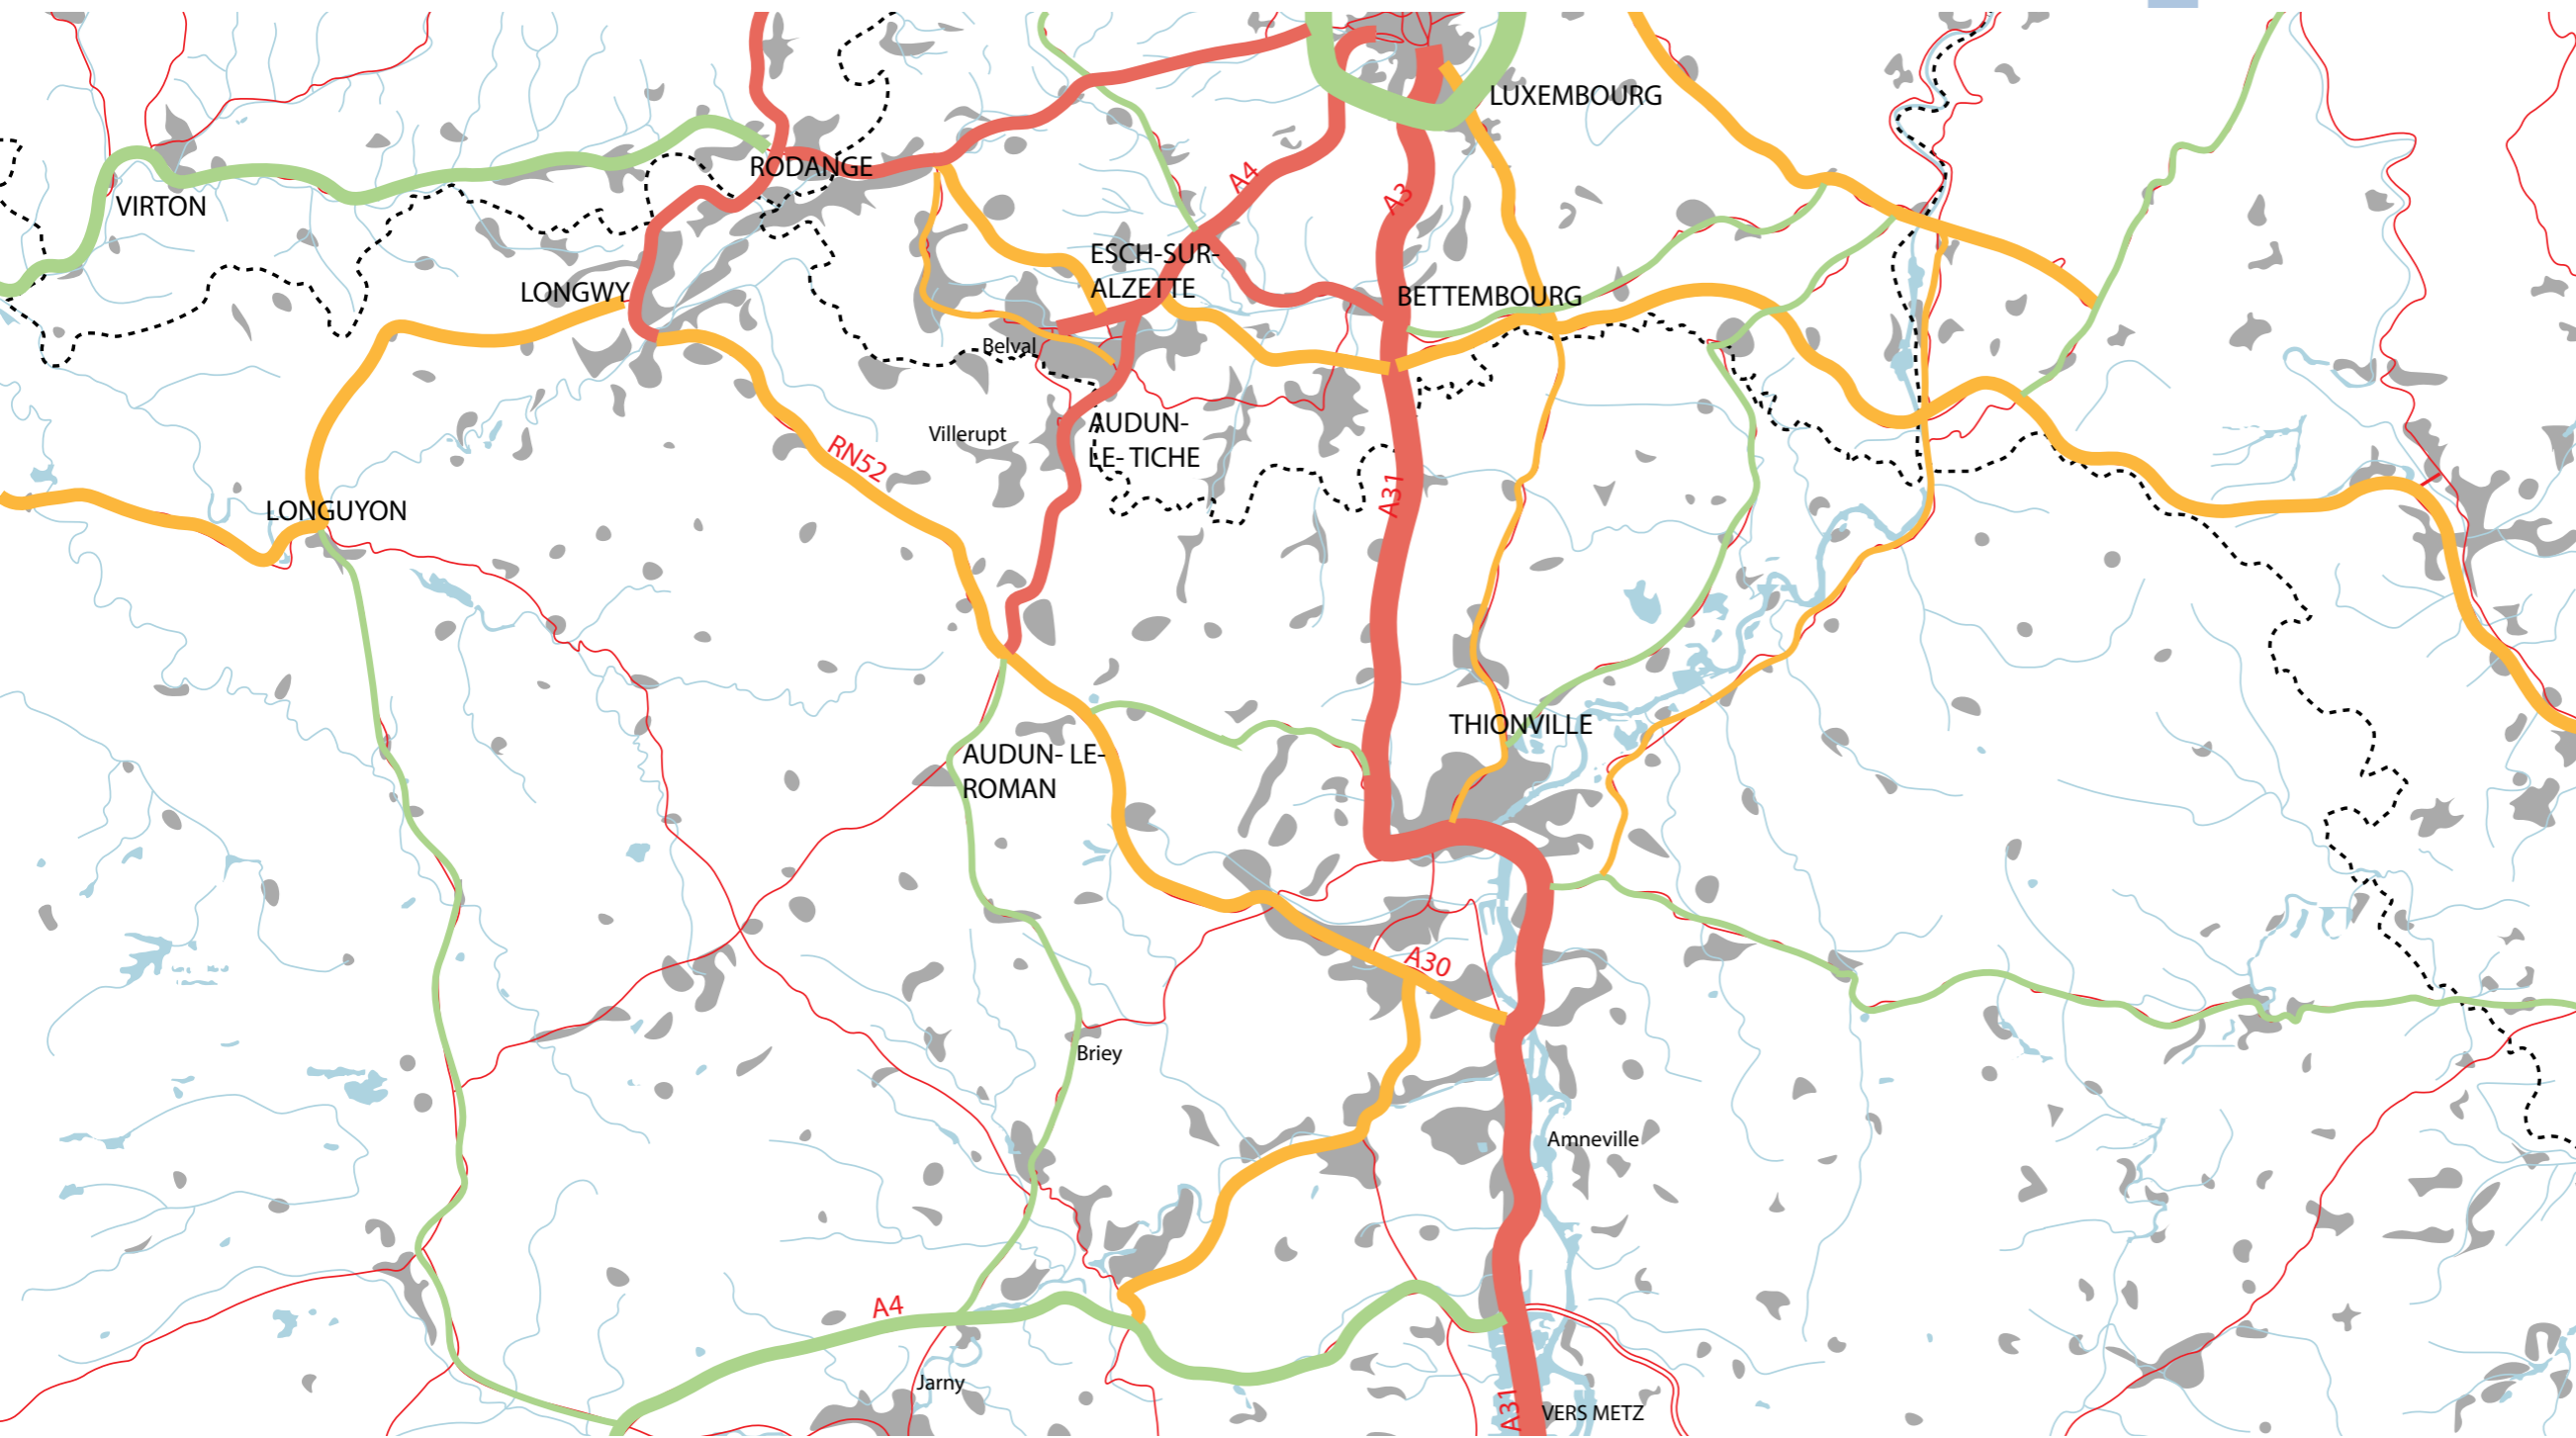 LUXEMBOURG
RODANGE
A4
A3
VIRTON
ESCH-SUR-
ALZETTE
LONGWY
BETTEMBOURG
Belval
AUDUN-
LE- TICHE
Villerupt
RN52
A31
LONGUYON
THIONVILLE
AUDUN- LE-
ROMAN
A30
Briey
Amneville
A4
Jarny
A31
VERS METZ